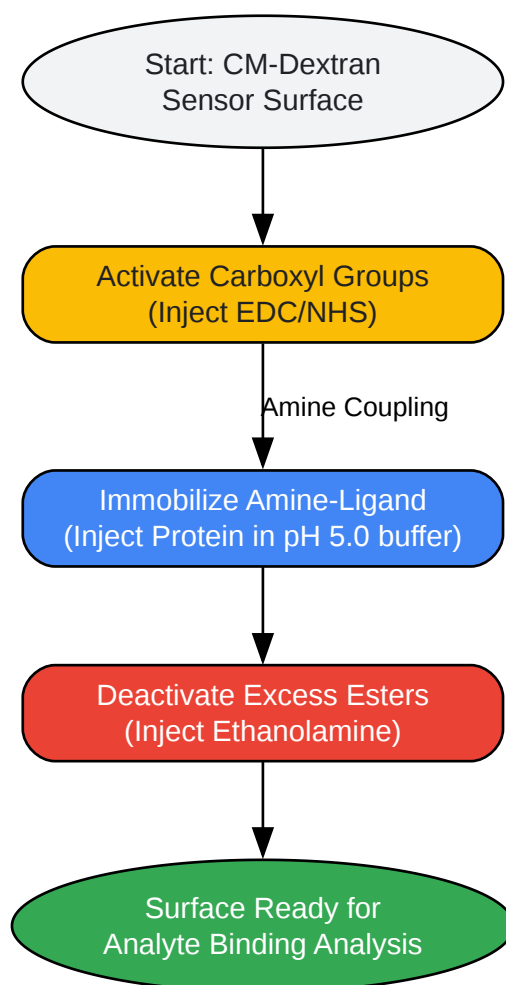 Start: CM-Dextran
Sensor Surface
Activate Carboxyl Groups
(Inject EDC/NHS)
Amine Coupling
Immobilize Amine-Ligand
(Inject Protein in pH 5.0 buffer)
Deactivate Excess Esters
(Inject Ethanolamine)
Surface Ready for
Analyte Binding Analysis